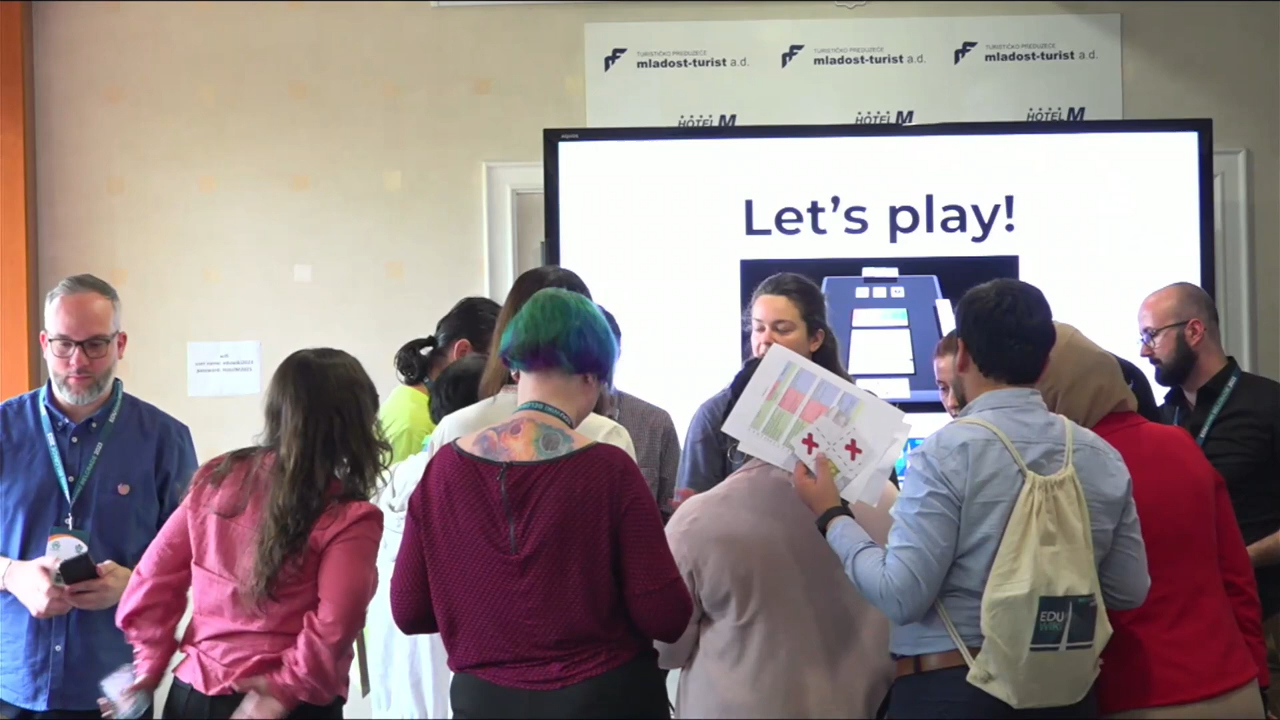 TURISTIČKO PREDUZEĆE
mladost-turist a.d.
TURISTIČKO PREDUZEĆE
mladost-turist a.d.
TURISTIČKO PREDUZEĆE
mladost-turist a.d.
HOTEL M
HOTEL M
HOTEL M
Let's play!
EDU
Wiki